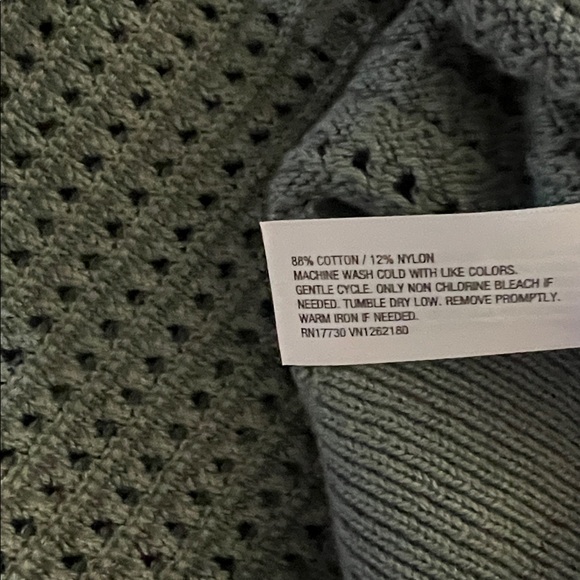 88% COTTON / 12% NYLON
MACHINE WASH COLD WITH LIKE COLORS.
GENTLE CYCLE. ONLY NON CHLORINE BLEACH IF
NEEDED. TUMBLE DRY LOW. REMOVE PROMPTLY.
WARM IRON IF NEEDED.
RN17730 VN1262180